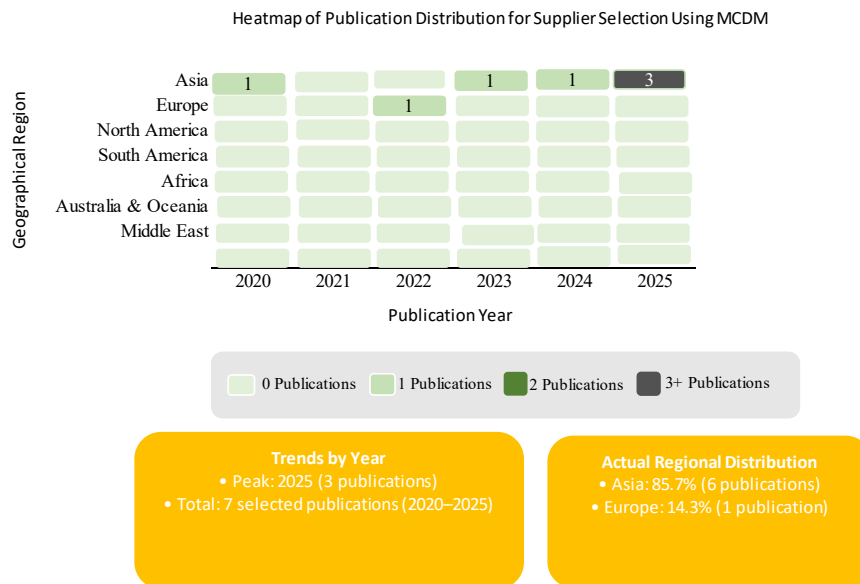 Heatmap of Publication Distribution for Supplier Selection Using MCDM
Geographical Region
Asia 1 1 1 3
Europe 1
North America
South America
Africa
Australia & Oceania
Middle East
2020 2021 2022 2023 2024 2025
Publication Year
0 Publications 1 Publications 2 Publications 3+ Publications
Trends by Year
• Peak: 2025 (3 publications)
• Total: 7 selected publications (2020–2025)
Actual Regional Distribution
• Asia: 85.7% (6 publications)
• Europe: 14.3% (1 publication)